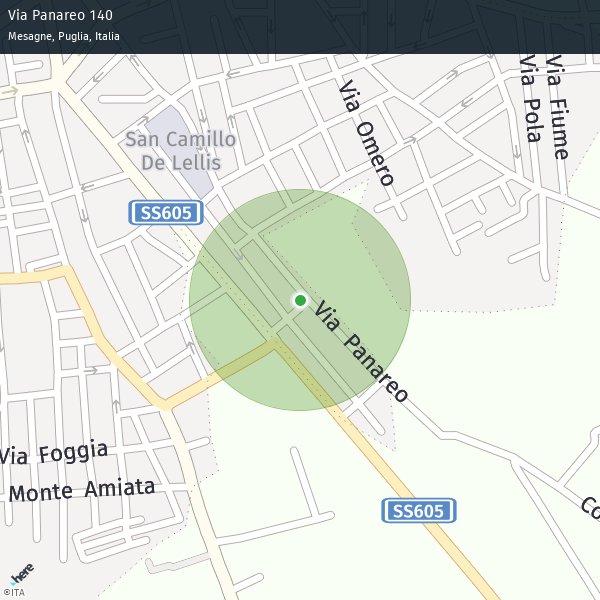 Via Panareo 140
Mesagne, Puglia, Italia
Via Omero
Via Pola
Via Fiume
San Camillo
De Lellis
SS605
Via Panareo
Via Foggia
Monte Amiata
SS605
Co
here
©ITA